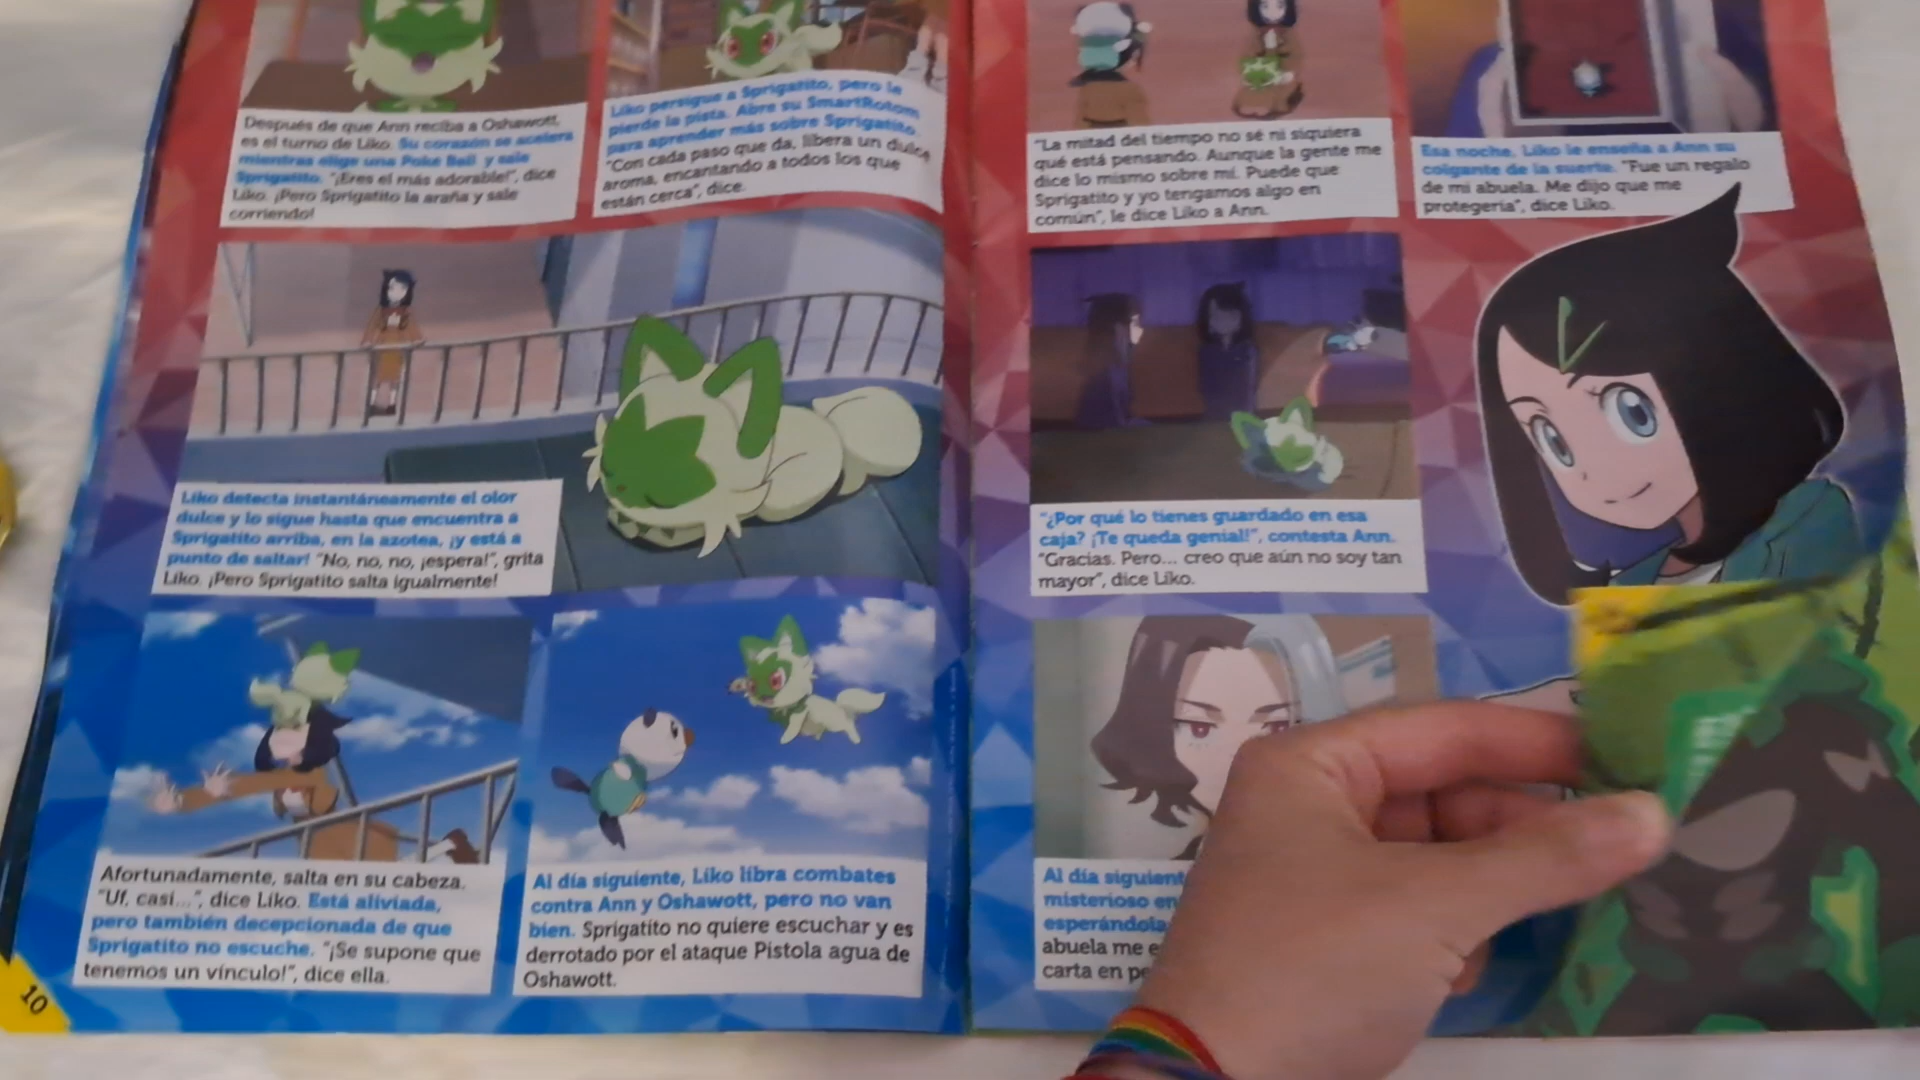 Después de que Ann reciba a Oshawott,
es el turno de Liko. Su corazón se acelera
mientras elige una Poké Ball y sale
Sprigatito. "¡Eres el más adorable!", dice
Liko. ¡Pero Sprigatito la araña y sale
corriendo!
Liko persigue a Sprigatito, pero le
pierde la pista. Abre su SmartRotom
para aprender más sobre Sprigatito.
"Con cada paso que da, libera un dulce
aroma, encantando a todos los que
están cerca", dice.
Liko detecta instantáneamente el olor
dulce y lo sigue hasta que encuentra a
Sprigatito arriba, en la azotea, ¡y está a
punto de saltar! "No, no, no, ¡espera!", grita
Liko. ¡Pero Sprigatito salta igualmente!
Afortunadamente, salta en su cabeza.
"Uf, casi...", dice Liko. Está aliviada,
pero también decepcionada de que
Sprigatito no escuche. "¡Se supone que
tenemos un vínculo!", dice ella.
Al día siguiente, Liko libra combates
contra Ann y Oshawott, pero no van
bien. Sprigatito no quiere escuchar y es
derrotado por el ataque Pistola agua de
Oshawott.
10
"La mitad del tiempo no sé ni siquiera
qué está pensando. Aunque la gente me
dice lo mismo sobre mí. Puede que
Sprigatito y yo tengamos algo en
común", le dice Liko a Ann.
Esa noche, Liko le enseña a Ann su
colgante de la suerte. "Fue un regalo
de mi abuela. Me dijo que me
protegería", dice Liko.
"¿Por qué lo tienes guardado en esa
caja? ¡Te queda genial!", contesta Ann.
"Gracias. Pero... creo que aún no soy tan
mayor", dice Liko.
Al día siguient
misterioso en
esperándola
abuela me e
carta en pe